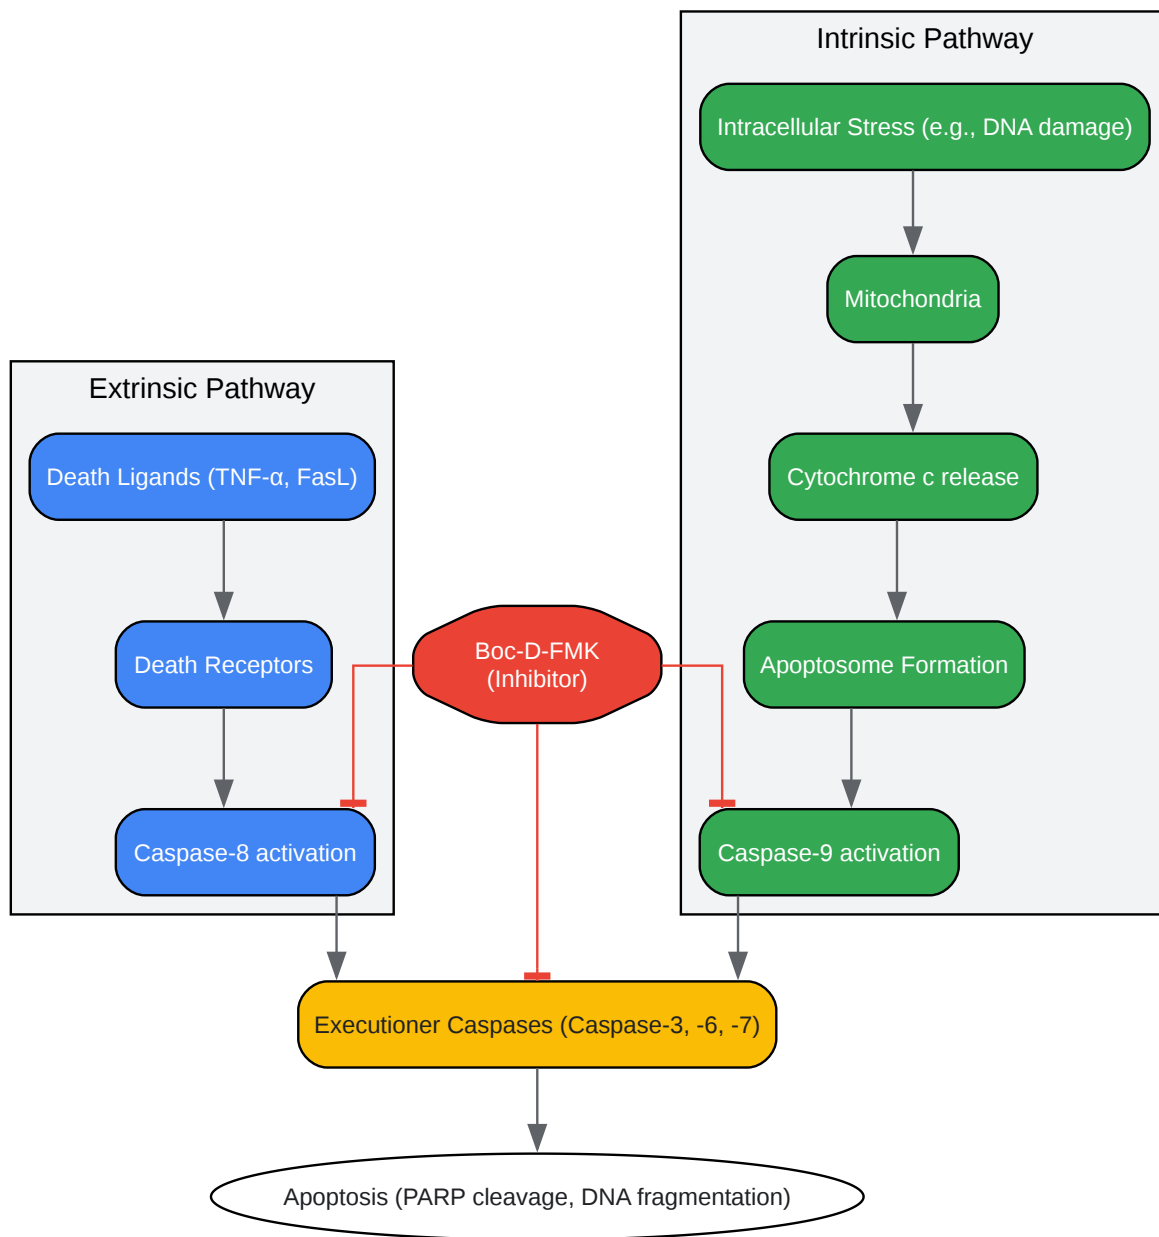 Intrinsic Pathway
Intracellular Stress (e.g., DNA damage)
Mitochondria
Extrinsic Pathway
Death Ligands (TNF-α, FasL)
Cytochrome c release
Death Receptors
Boc-D-FMK
(Inhibitor)
Apoptosome Formation
Caspase-8 activation
Caspase-9 activation
Executioner Caspases (Caspase-3, -6, -7)
Apoptosis (PARP cleavage, DNA fragmentation)